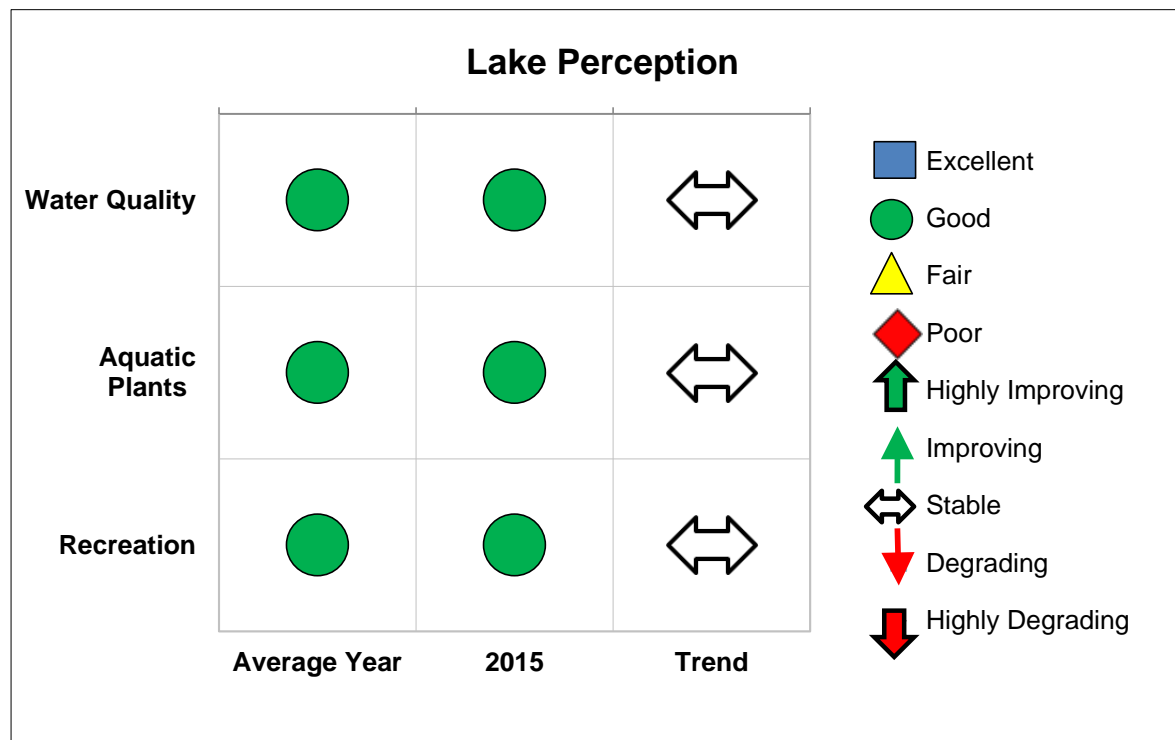 Lake Perception
Water Quality
Aquatic
Plants
Recreation
Average Year
2015
Trend
Excellent
Good
Fair
Poor
Highly Improving
Improving
Stable
Degrading
Highly Degrading